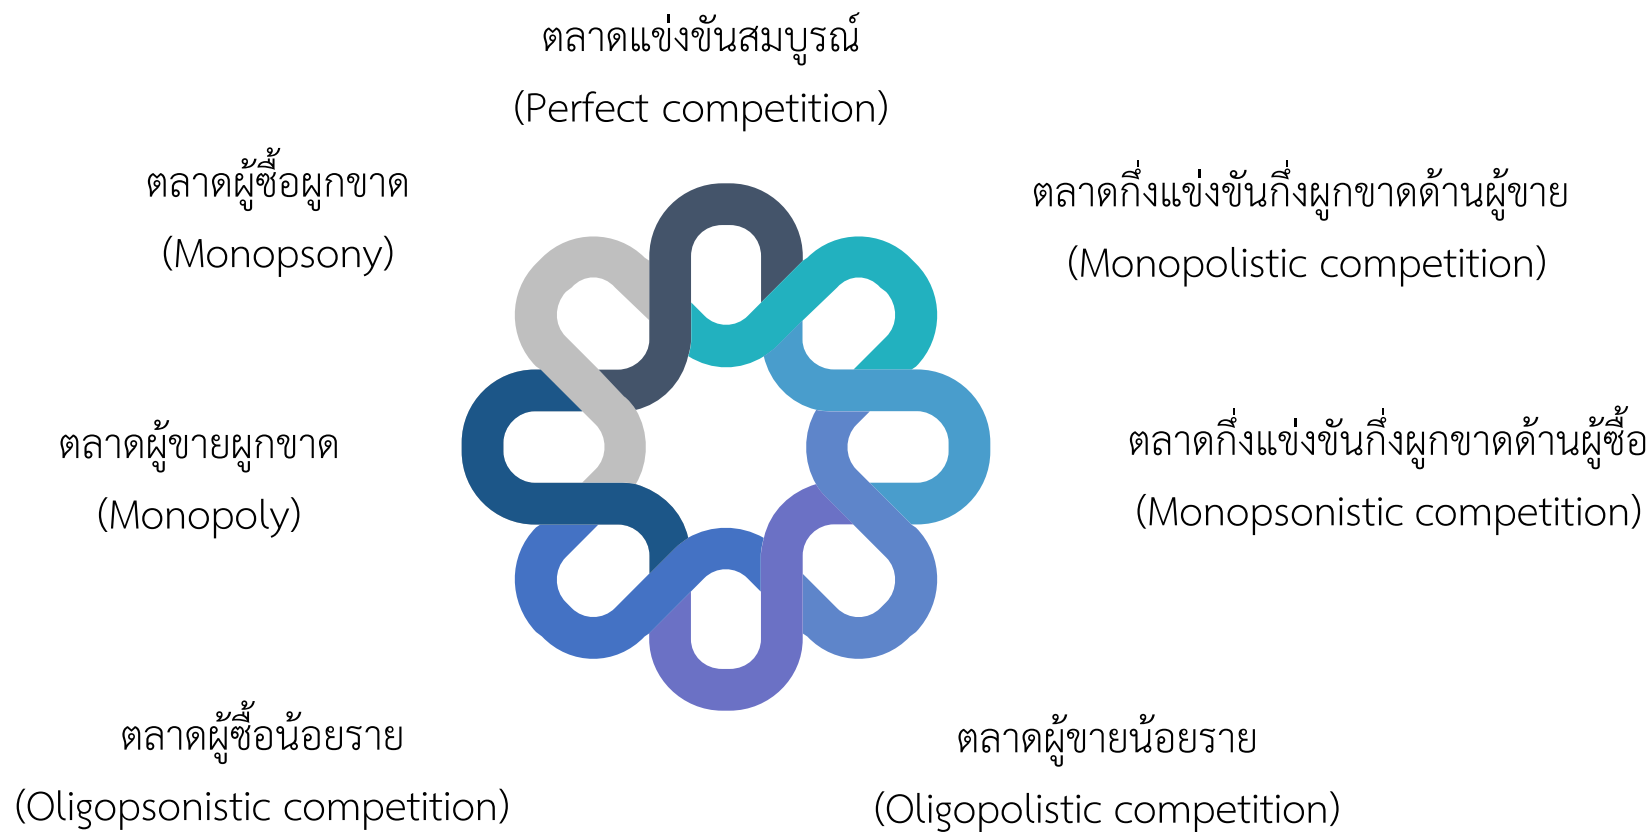 ตลาดแข่งขันสมบูรณ์
(Perfect competition)
ตลาดกึ่งแข่งขันกึ่งผูกขาดด้านผู้ขาย
(Monopolistic competition)
ตลาดกึ่งแข่งขันกึ่งผูกขาดด้านผู้ซื้อ
(Monopsonistic competition)
ตลาดผู้ขายน้อยราย
(Oligopolistic competition)
ตลาดผู้ซื้อน้อยราย
(Oligopsonistic competition)
ตลาดผู้ขายผูกขาด
(Monopoly)
ตลาดผู้ซื้อผูกขาด
(Monopsony)